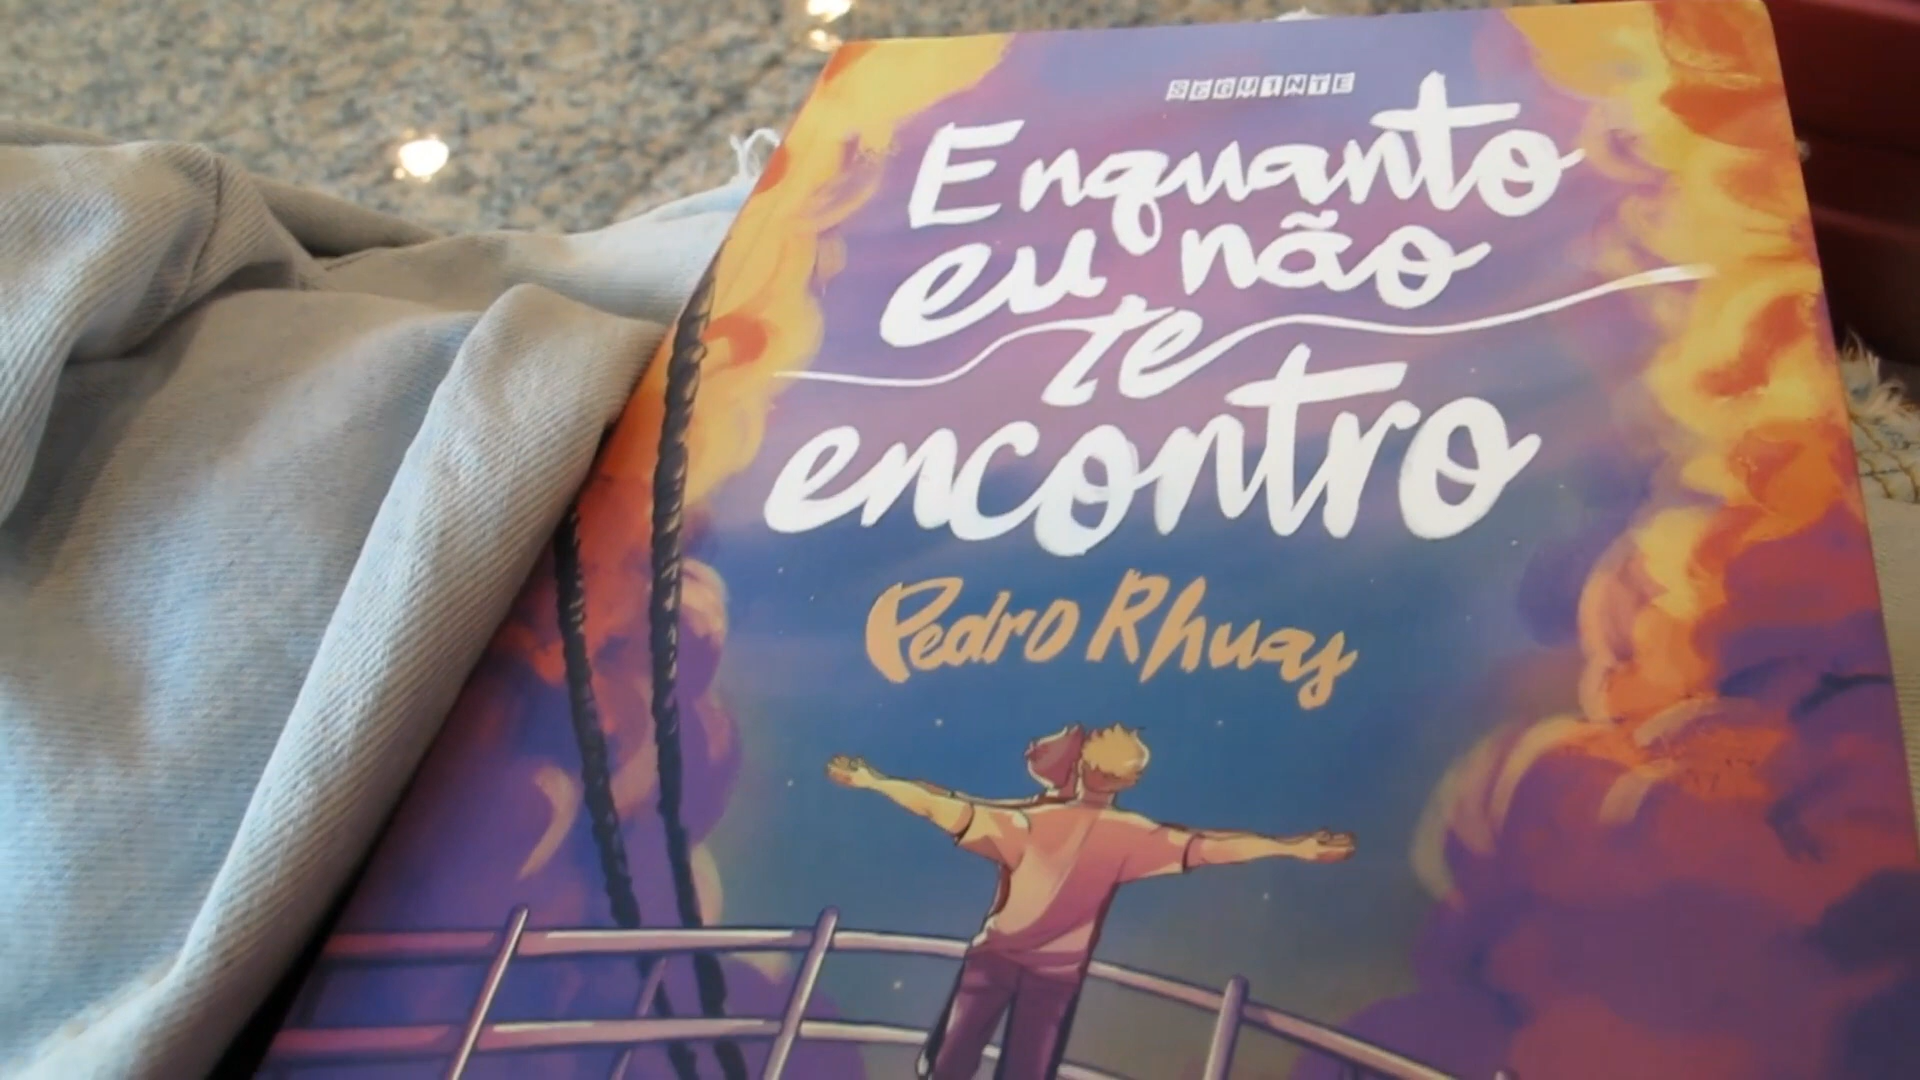 SEGUINTE
Enquanto
eu não
te
encontro
Pedro Rhuas